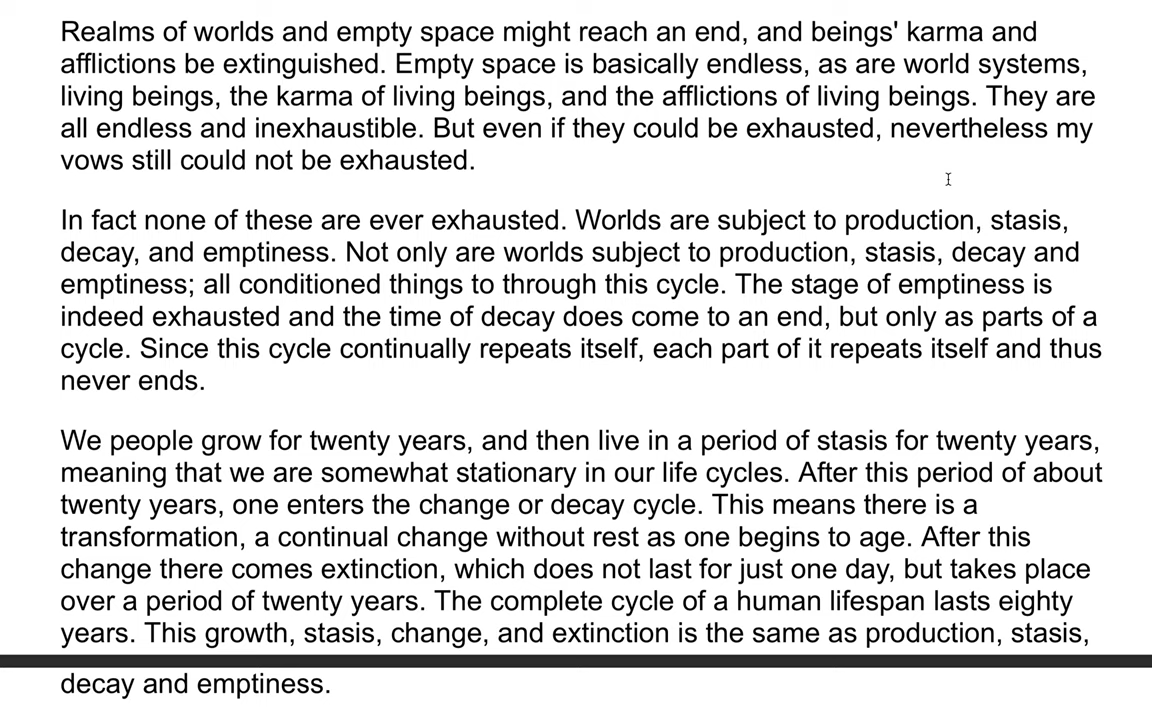 Realms of worlds and empty space might reach an end, and beings' karma and
afflictions be extinguished. Empty space is basically endless, as are world systems,
living beings, the karma of living beings, and the afflictions of living beings. They are
all endless and inexhaustible. But even if they could be exhausted, nevertheless my
vows still could not be exhausted.
In fact none of these are ever exhausted. Worlds are subject to production, stasis,
decay, and emptiness. Not only are worlds subject to production, stasis, decay and
emptiness; all conditioned things to through this cycle. The stage of emptiness is
indeed exhausted and the time of decay does come to an end, but only as parts of a
cycle. Since this cycle continually repeats itself, each part of it repeats itself and thus
never ends.
We people grow for twenty years, and then live in a period of stasis for twenty years,
meaning that we are somewhat stationary in our life cycles. After this period of about
twenty years, one enters the change or decay cycle. This means there is a
transformation, a continual change without rest as one begins to age. After this
change there comes extinction, which does not last for just one day, but takes place
over a period of twenty years. The complete cycle of a human lifespan lasts eighty
years. This growth, stasis, change, and extinction is the same as production, stasis,
decay and emptiness.